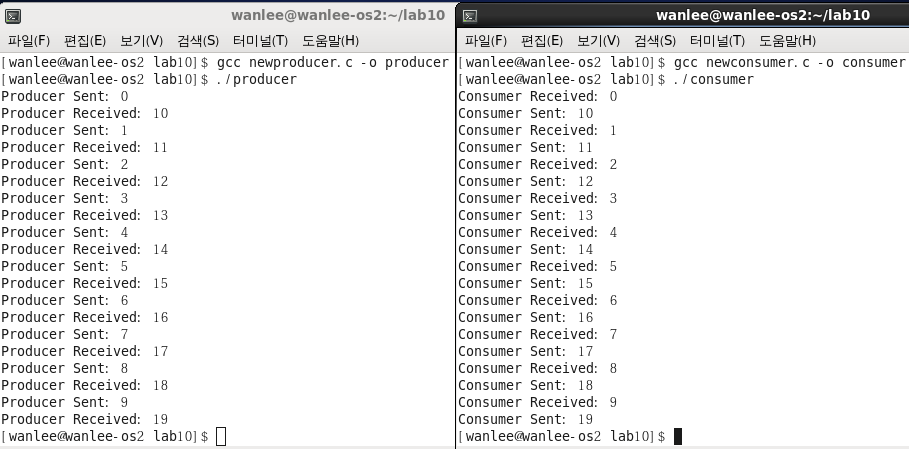 wanlee@wanlee-os2:~/lab10
파일(F) 편집(E) 보기(V) 검색(S) 터미널(T) 도움말(H)
[wanlee@wanlee-os2 lab10]$ gcc newproducer.c -o producer
[wanlee@wanlee-os2 lab10]$ ./producer
Producer Sent: 0
Producer Received: 10
Producer Sent: 1
Producer Received: 11
Producer Sent: 2
Producer Received: 12
Producer Sent: 3
Producer Received: 13
Producer Sent: 4
Producer Received: 14
Producer Sent: 5
Producer Received: 15
Producer Sent: 6
Producer Received: 16
Producer Sent: 7
Producer Received: 17
Producer Sent: 8
Producer Received: 18
Producer Sent: 9
Producer Received: 19
[wanlee@wanlee-os2 lab10]$
wanlee@wanlee-os2:~/lab10
파일(F) 편집(E) 보기(V) 검색(S) 터미널(T) 도움말(H)
[wanlee@wanlee-os2 lab10]$ gcc newconsumer.c -o consumer
[wanlee@wanlee-os2 lab10]$ ./consumer
Consumer Received: 0
Consumer Sent: 10
Consumer Received: 1
Consumer Sent: 11
Consumer Received: 2
Consumer Sent: 12
Consumer Received: 3
Consumer Sent: 13
Consumer Received: 4
Consumer Sent: 14
Consumer Received: 5
Consumer Sent: 15
Consumer Received: 6
Consumer Sent: 16
Consumer Received: 7
Consumer Sent: 17
Consumer Received: 8
Consumer Sent: 18
Consumer Received: 9
Consumer Sent: 19
[wanlee@wanlee-os2 lab10]$